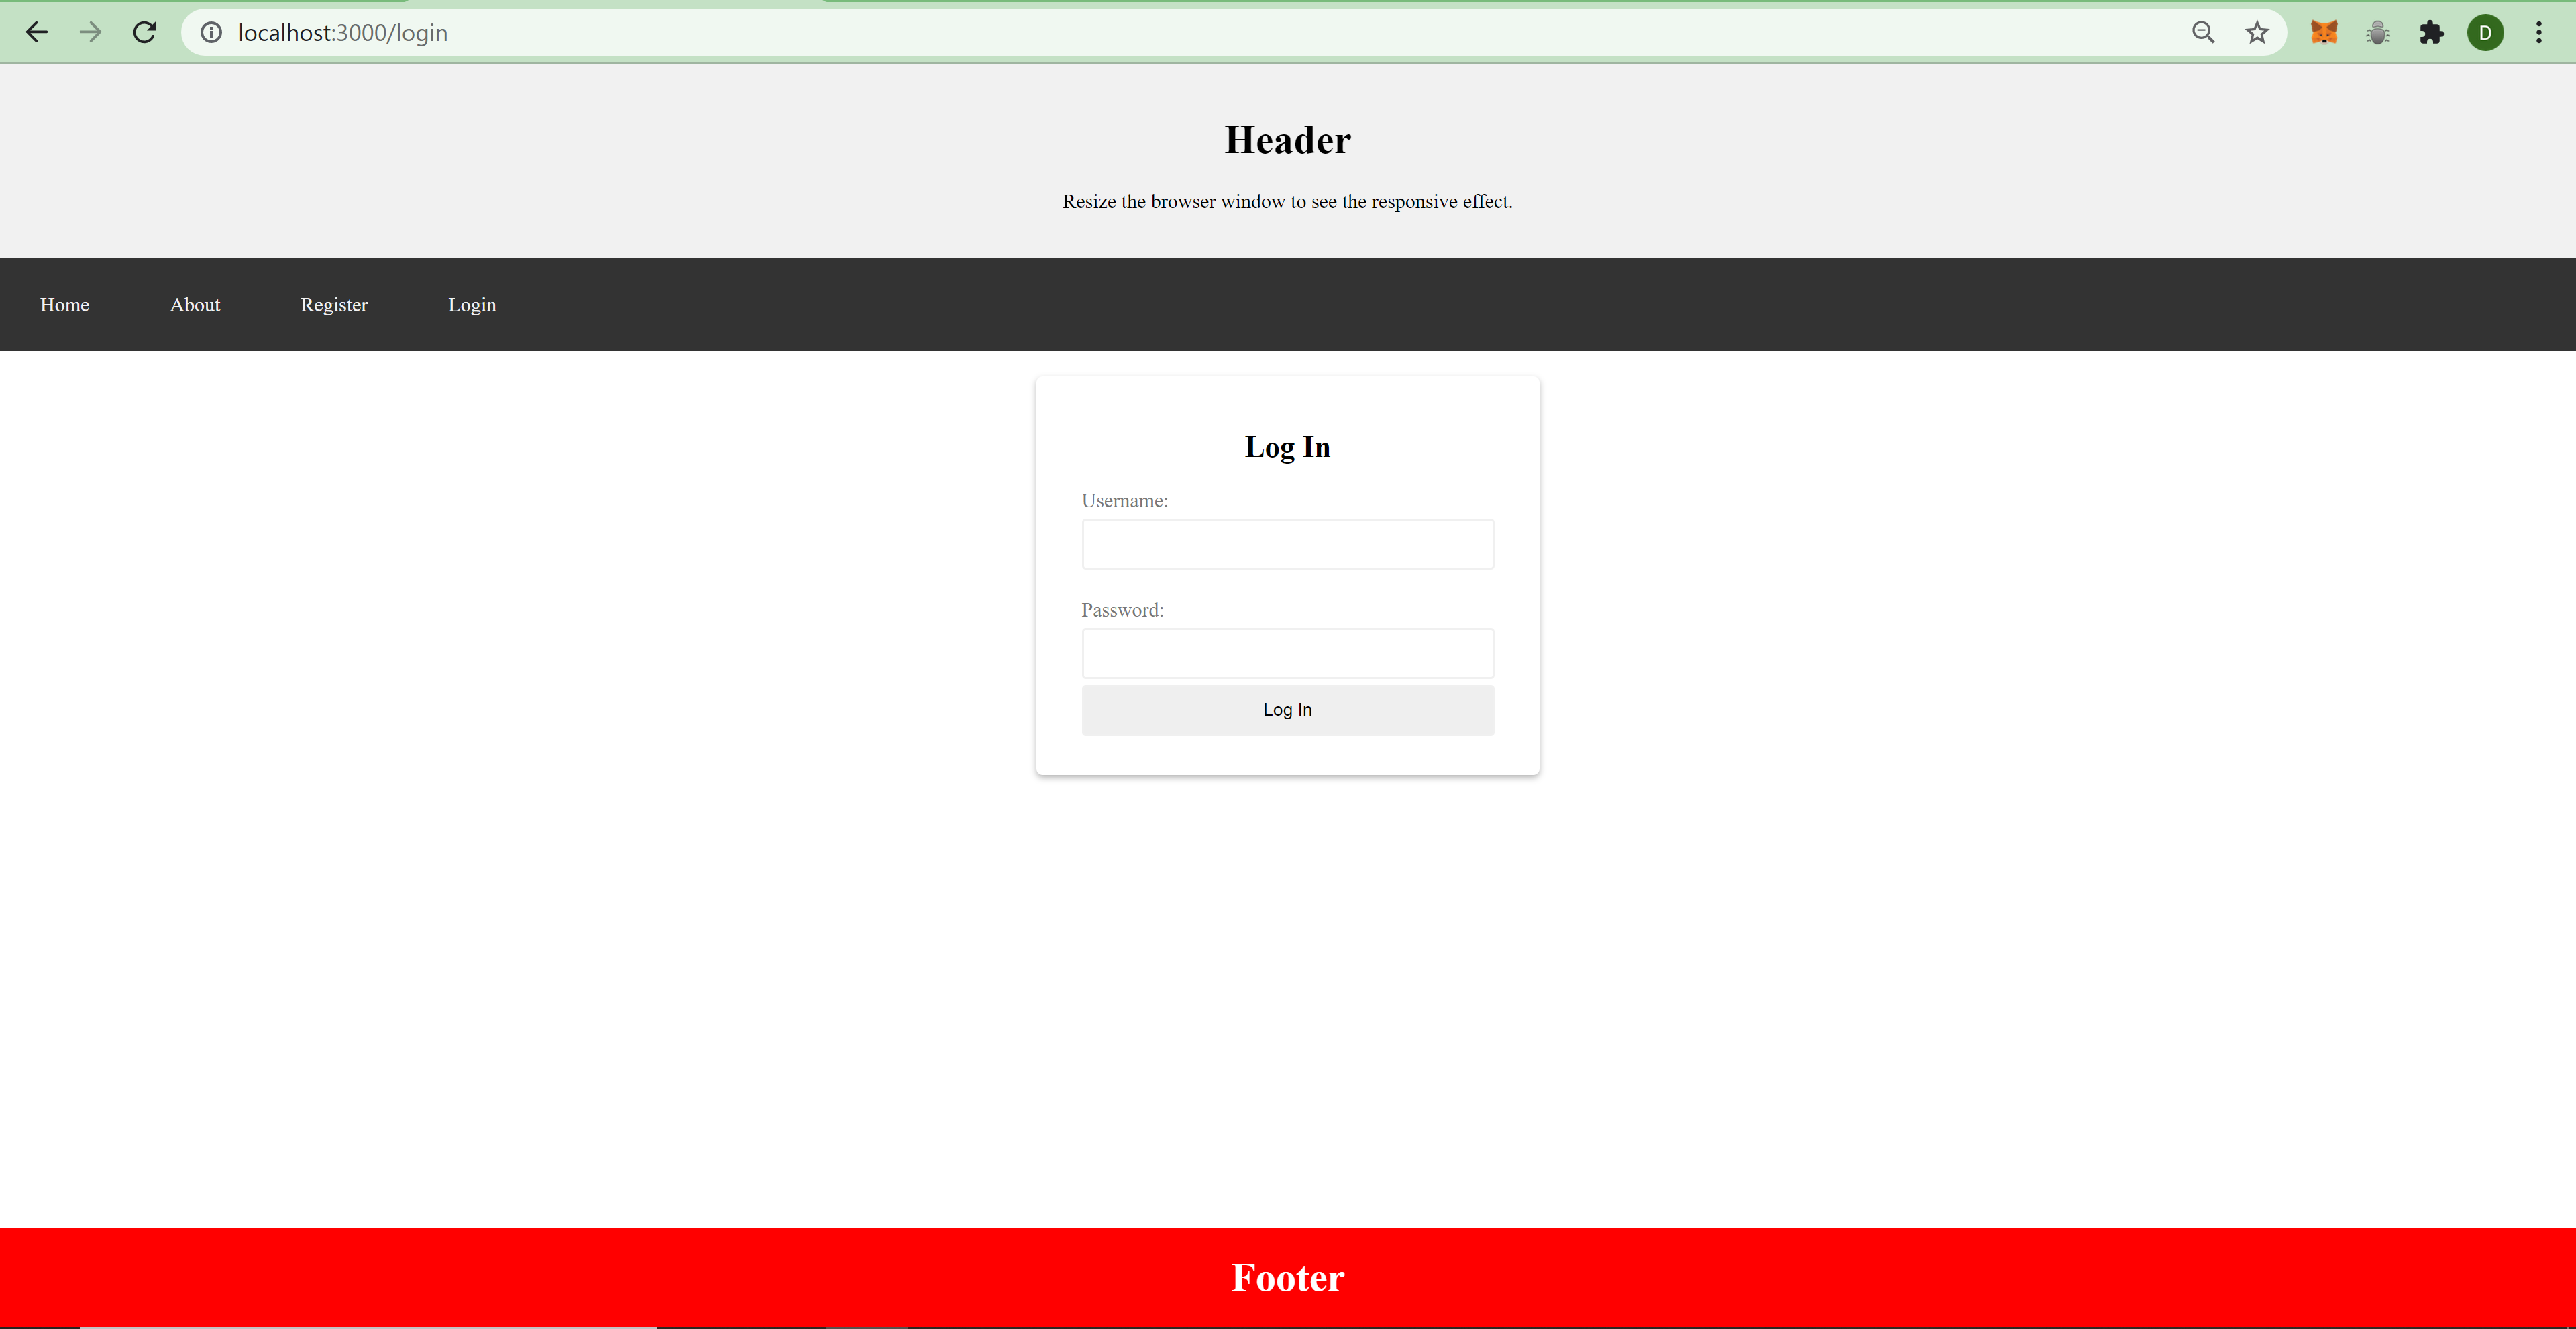 localhost:3000/login
D
Header
Resize the browser window to see the responsive effect.
Home About Register Login
Log In
Username:
Password:
Log In
Footer